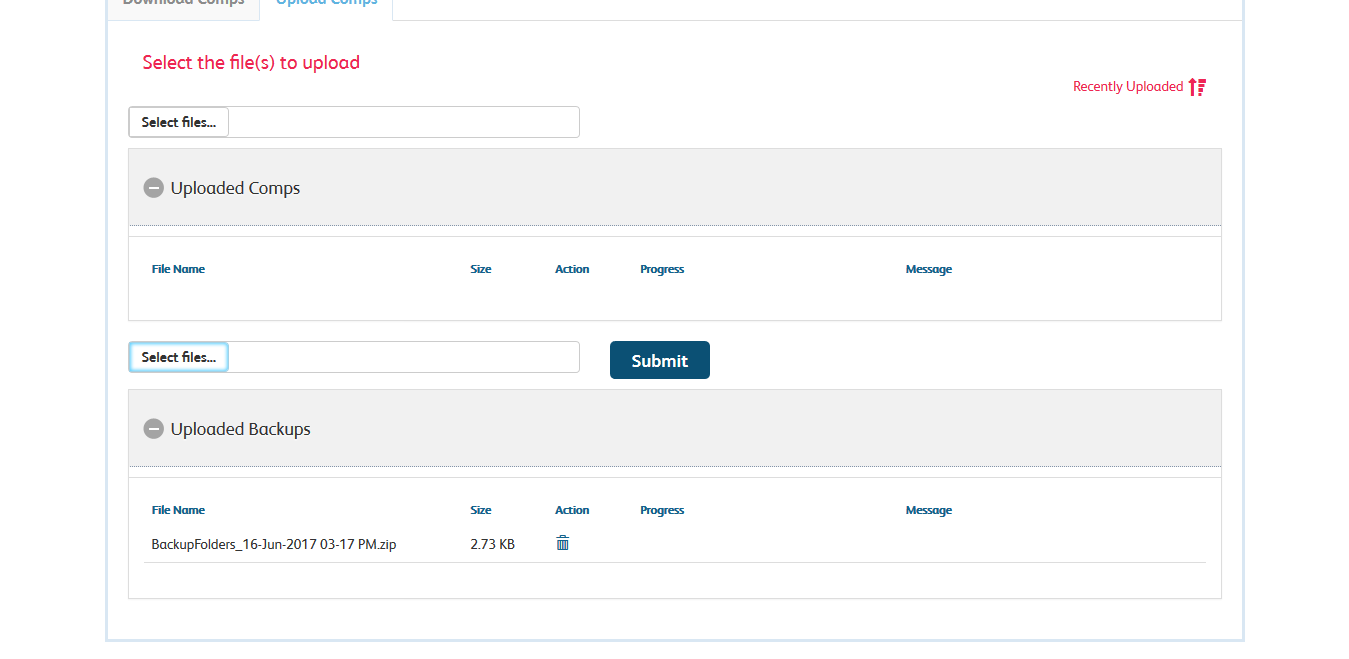 Download Comps Upload Comps
Select the file(s) to upload
Recently Uploaded
Select files...
Uploaded Comps
File Name Size Action Progress Message
Select files... Submit
Uploaded Backups
File Name Size Action Progress Message
BackupFolders_16-Jun-2017 03-17 PM.zip 2.73 KB